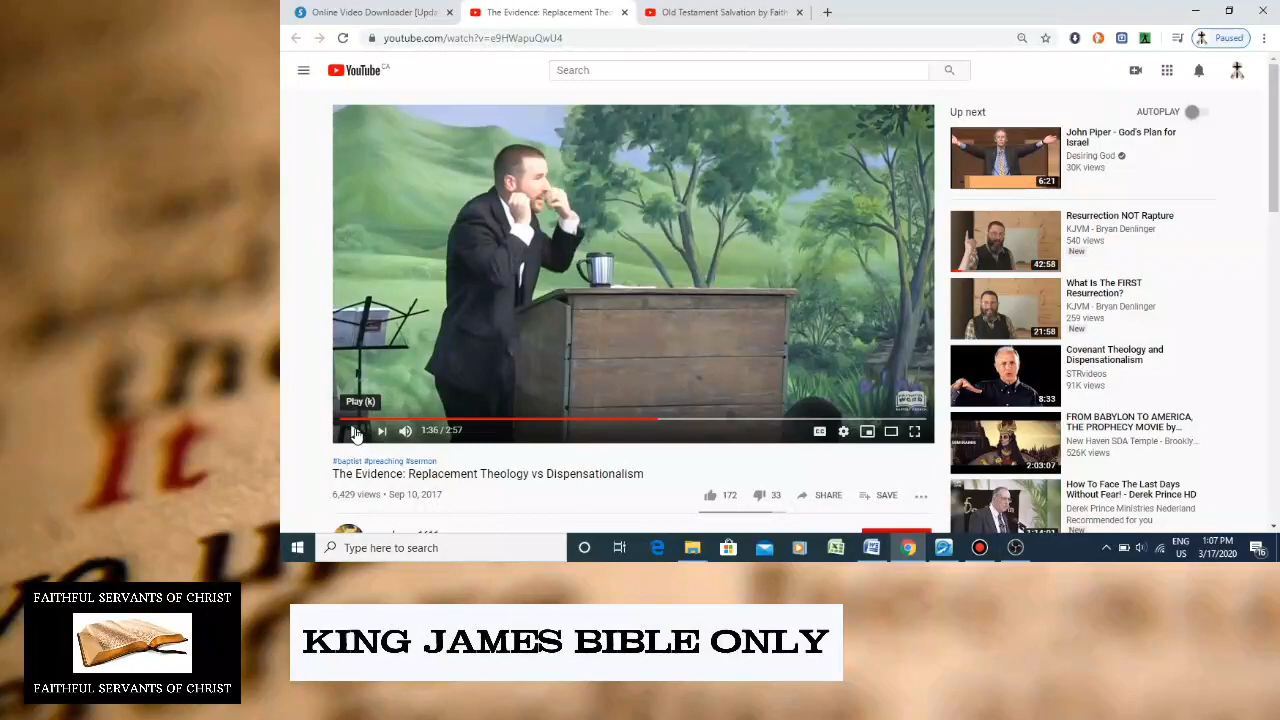 Online Video Downloader [Upda
The Evidence: Replacement Theo
Old Testament Salvation by Faith
youtube.com/watch?v=e9HWapuQwU4
Paused
YouTube CA
Search
Up next
AUTOPLAY
John Piper - God's Plan for
Israel
Desiring God
30K views
6:21
Resurrection NOT Rapture
KJVM - Bryan Denlinger
540 views
New
42:58
What Is The FIRST
Resurrection?
KJVM - Bryan Denlinger
259 views
New
21:58
Covenant Theology and
Dispensationalism
STRvideos
91K views
8:33
FROM BABYLON TO AMERICA,
THE PROPHECY MOVIE by...
New Haven SDA Temple - Brookly...
526K views
2:03:07
How To Face The Last Days
Without Fear! - Derek Prince
Derek Prince Ministries Nederland
Recommended for you
New
Play (k)
1:36 / 2:57
#baptist #preaching #sermon
The Evidence: Replacement Theology vs Dispensationalism
6,429 views • Sep 10, 2017
172
33
SHARE
SAVE
Type here to search
ENG
US
1:07 PM
3/17/2020
16
It
FAITHFUL SERVANTS OF CHRIST
FAITHFUL SERVANTS OF CHRIST
KING JAMES BIBLE ONLY